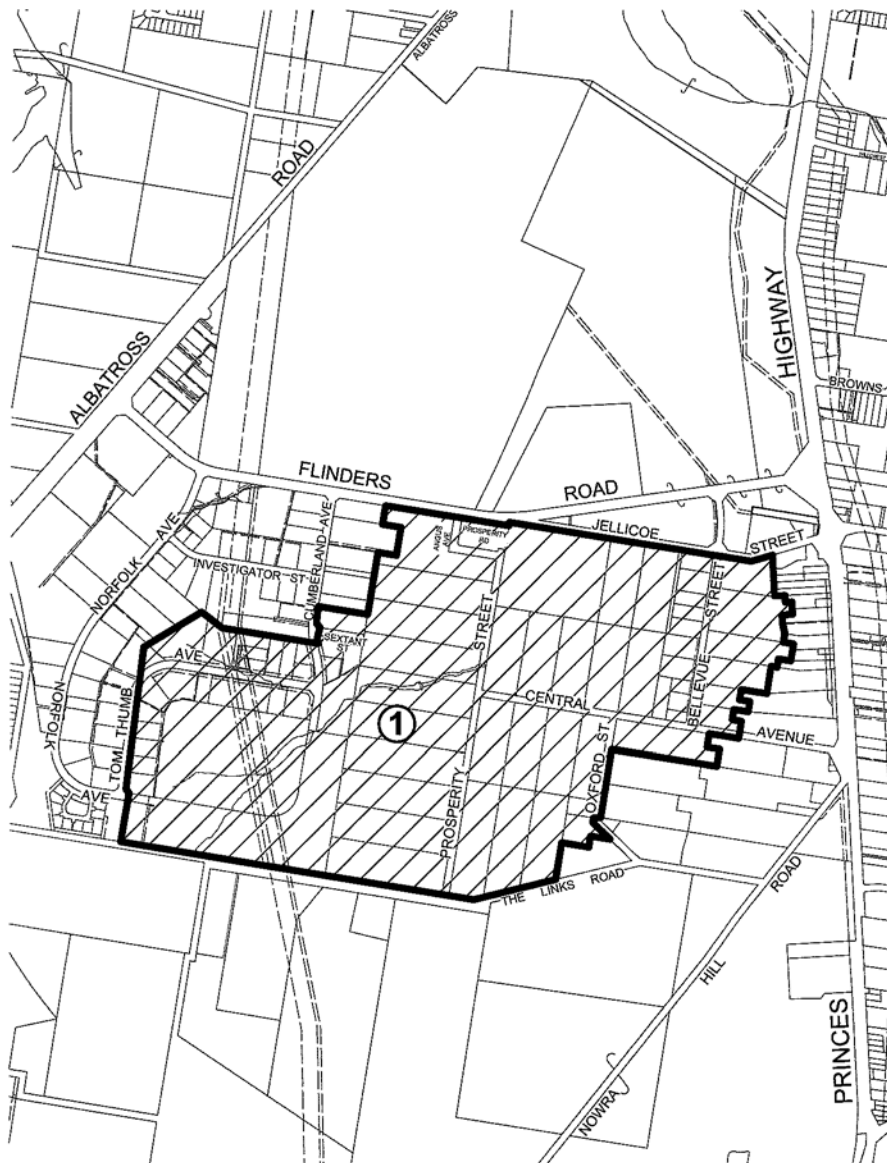 ALBATROSS
ROAD
ALBATROSS
HIGHWAY
BROWNS
FLINDERS
ROAD
JELLICOE
STREET
ANGUS AVE
PROSPERITY RD
CUMBERLAND AVE
INVESTIGATOR ST
NORFOLK AVE
SEXTANT ST
STREET
STREET
AVE
TOM THUMB
NORFOLK
AVE
1
CENTRAL
AVENUE
BELLEVUE
OXFORD ST
PROSPERITY
THE LINKS ROAD
ROAD
HILL
NOWRA
PRINCES